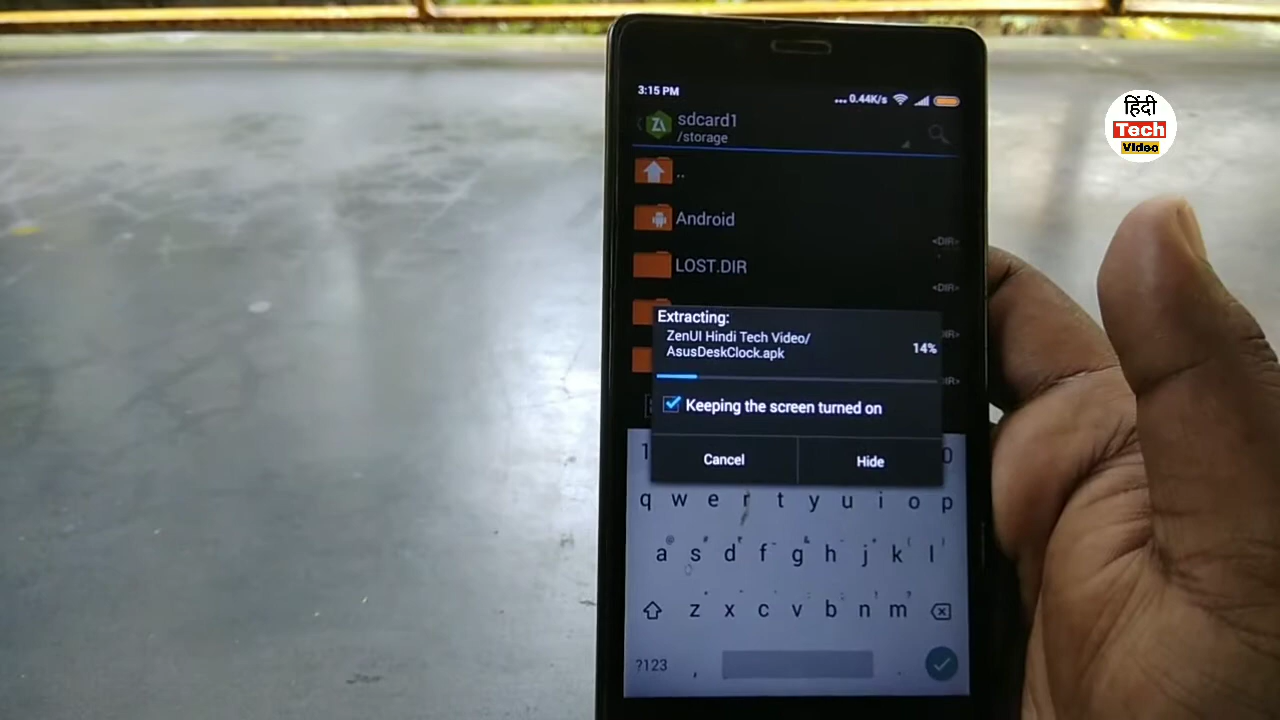 3:15 PM
... 0.44K/s
ZA
sdcard1
/storage
..
Android
<DIR>
LOST.DIR
<DIR>
Extracting:
ZenUI Hindi Tech Video/
AsusDeskClock.apk
14%
Keeping the screen turned on
Cancel
Hide
q w e r t y u i o p
a s d f g h j k l
z x c v b n m
?123 , .
हिंदी
Tech
Video